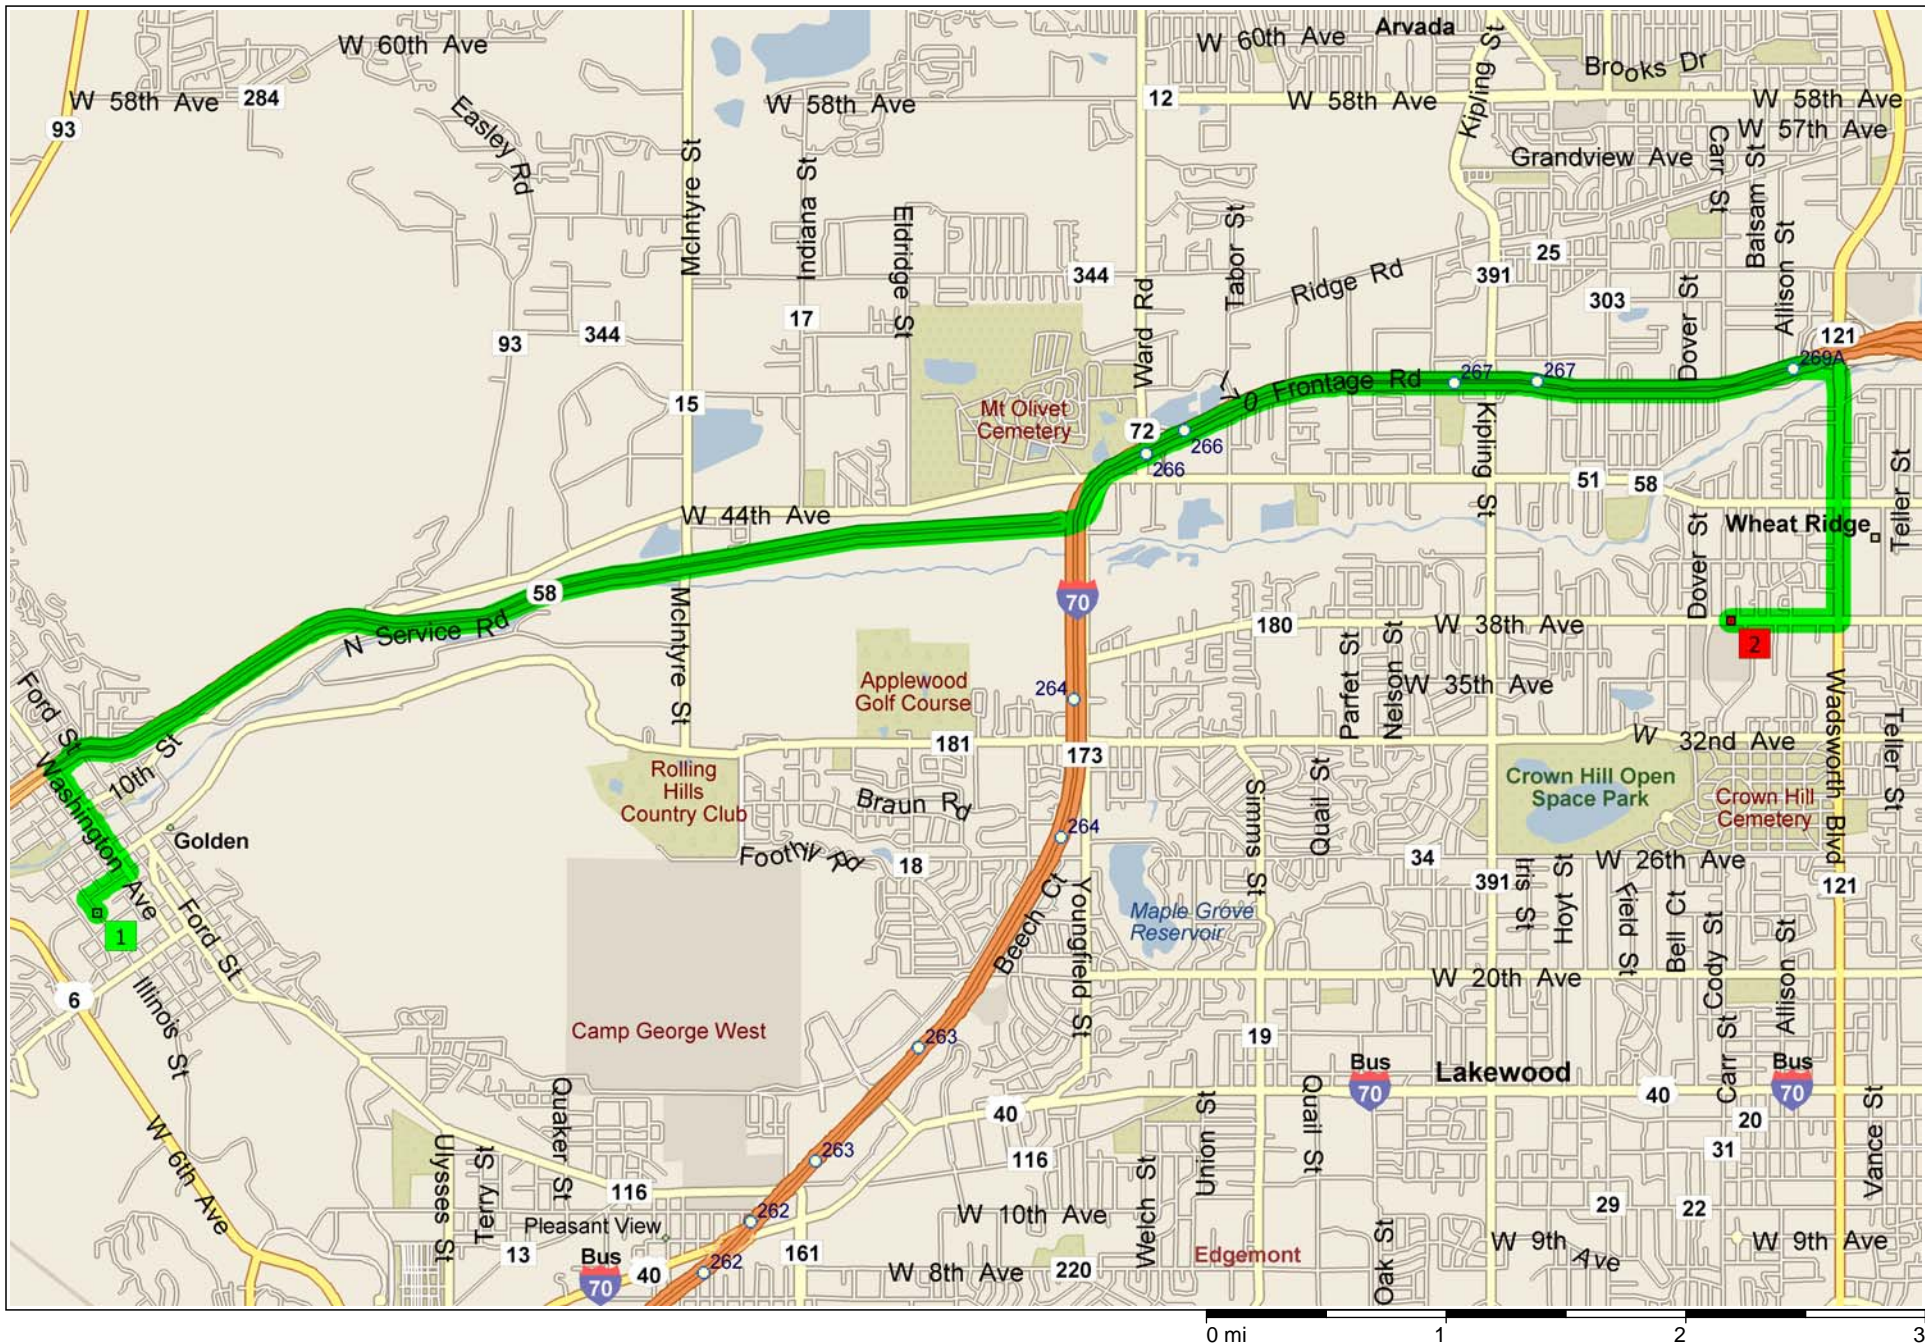 W 60th Ave
W 60th Ave
Arvada
Kipling St
Brooks Dr
W 58th Ave
284
W 58th Ave
12
W 58th Ave
W 58th Ave
93
Easley Rd
W 57th Ave
McIntyre St
Indiana St
Grandview Ave
Carr St
Balsam St
Eldridge St
Tabor St
Allison St
25
344
391
Ridge Rd
303
Ward Rd
Dover St
17
344
93
121
269A
15
I-70 Frontage Rd
267
267
Mt Olivet
Cemetery
72
266
266
Kipling St
51
58
Teller St
W 44th Ave
Wheat Ridge
Dover St
58
70
McIntyre St
N Service Rd
180
W 38th Ave
2
Parfet St
Nelson St
W 35th Ave
Applewood
Golf Course
264
Ford St
Wadsworth Blvd
Teller St
181
173
W 32nd Ave
Washington Ave
10th St
Rolling
Hills
Country Club
Braun Rd
Simms St
Quail St
Crown Hill Open
Space Park
Crown Hill
Cemetery
264
Golden
Foothill Rd
18
34
W 26th Ave
391
121
Beech Ct
Youngfield St
Iris St
Hoyt St
Field St
Bell Ct
Cody St
Allison St
Maple Grove
Reservoir
1
Ford St
W 20th Ave
6
Illinois St
Camp George West
263
19
Carr St
Bus
70
Lakewood
Bus
70
Quaker St
Quail St
40
40
20
Vance St
W 6th Ave
Ulysses St
Terry St
263
116
Union St
31
Welch St
116
29
22
Pleasant View
262
W 10th Ave
Oak St
13
Bus
70
40
262
161
W 8th Ave
220
Edgemont
W 9th Ave
W 9th Ave
0 mi
1
2
3